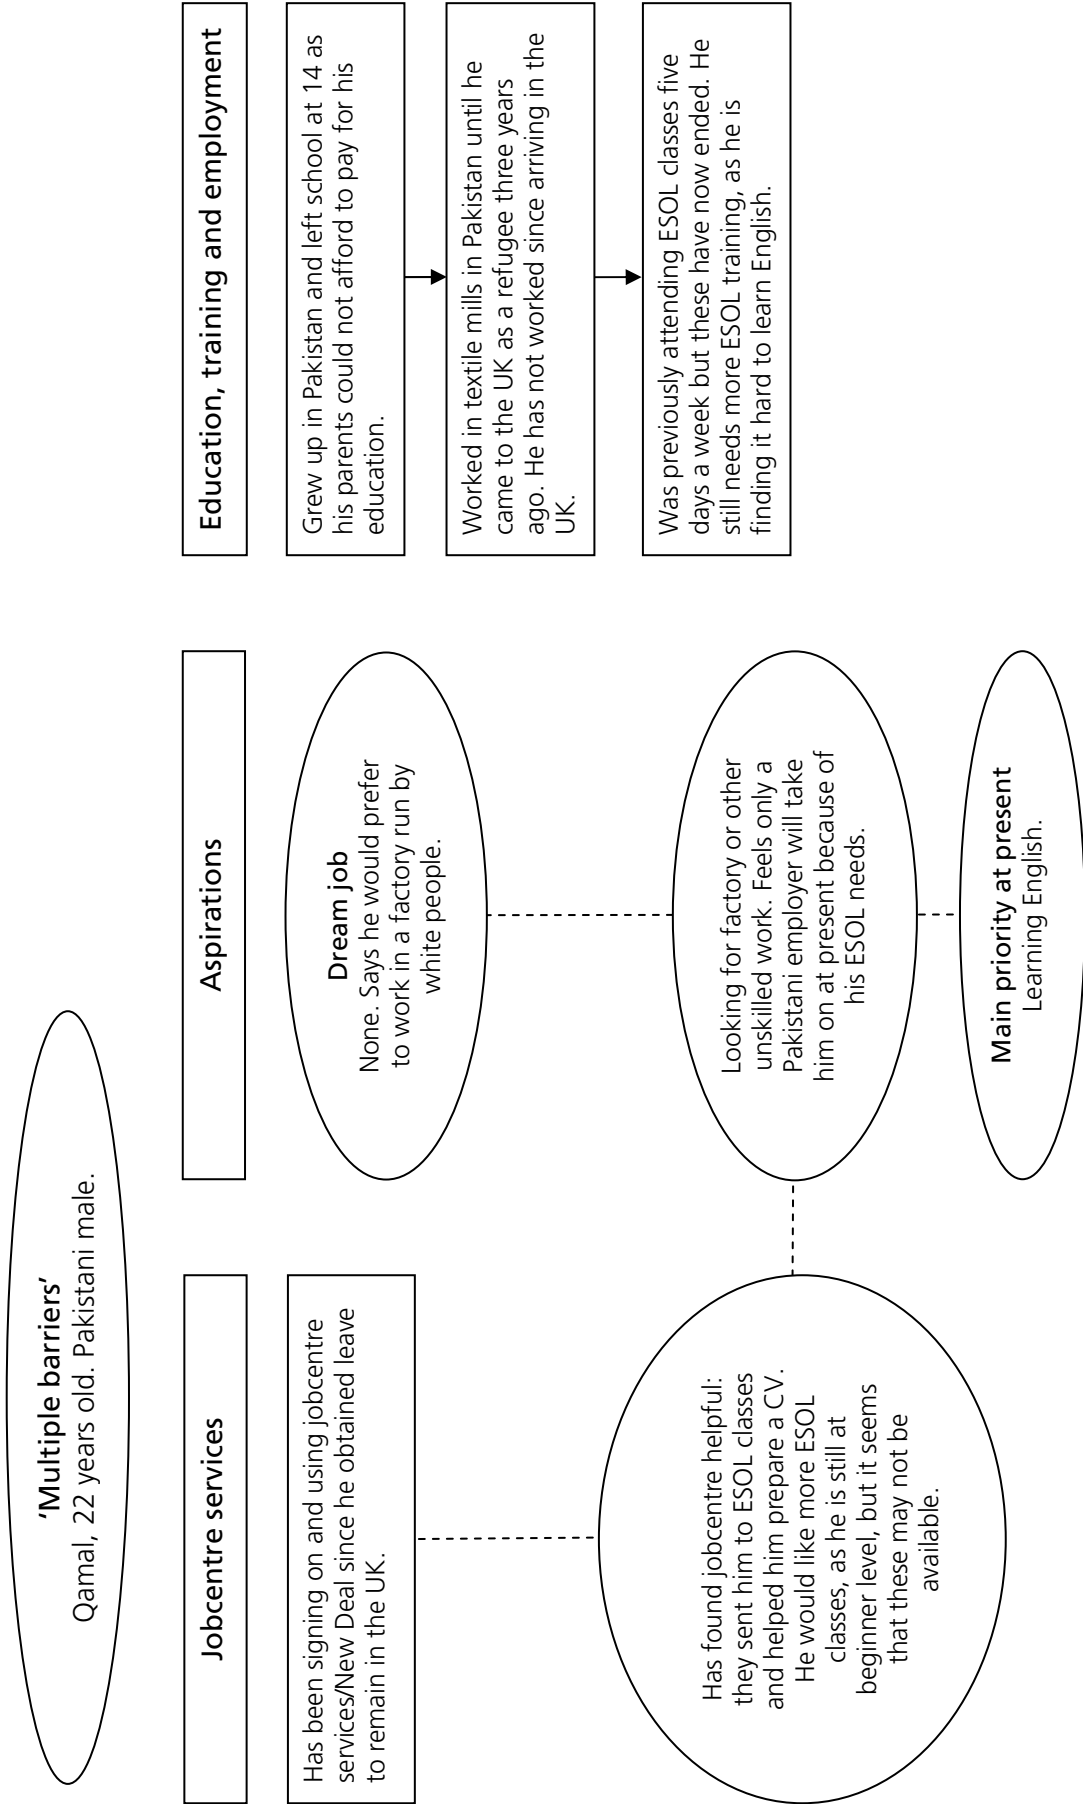 'Multiple barriers'
Qamal, 22 years old. Pakistani male.
Jobcentre services
Has been signing on and using jobcentre
services/New Deal since he obtained leave
to remain in the UK.
Has found jobcentre helpful:
they sent him to ESOL classes
and helped him prepare a CV.
He would like more ESOL
classes, as he is still at
beginner level, but it seems
that these may not be
available.
Aspirations
Dream job
None. Says he would prefer
to work in a factory run by
white people.
Looking for factory or other
unskilled work. Feels only a
Pakistani employer will take
him on at present because of
his ESOL needs.
Main priority at present
Learning English.
Education, training and employment
Grew up in Pakistan and left school at 14 as
his parents could not afford to pay for his
education.
Worked in textile mills in Pakistan until he
came to the UK as a refugee three years
ago. He has not worked since arriving in the
UK.
Was previously attending ESOL classes five
days a week but these have now ended. He
still needs more ESOL training, as he is
finding it hard to learn English.